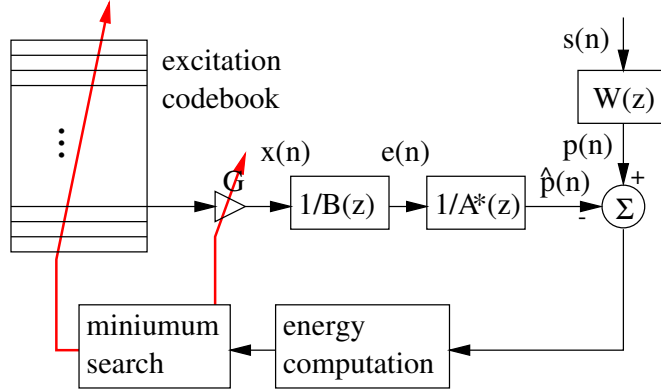 excitation
codebook
s(n)
W(z)
p(n)
x(n)
e(n)
p̂(n)
+
G
1/B(z)
1/A*(z)
-
Σ
miniumum
search
energy
computation